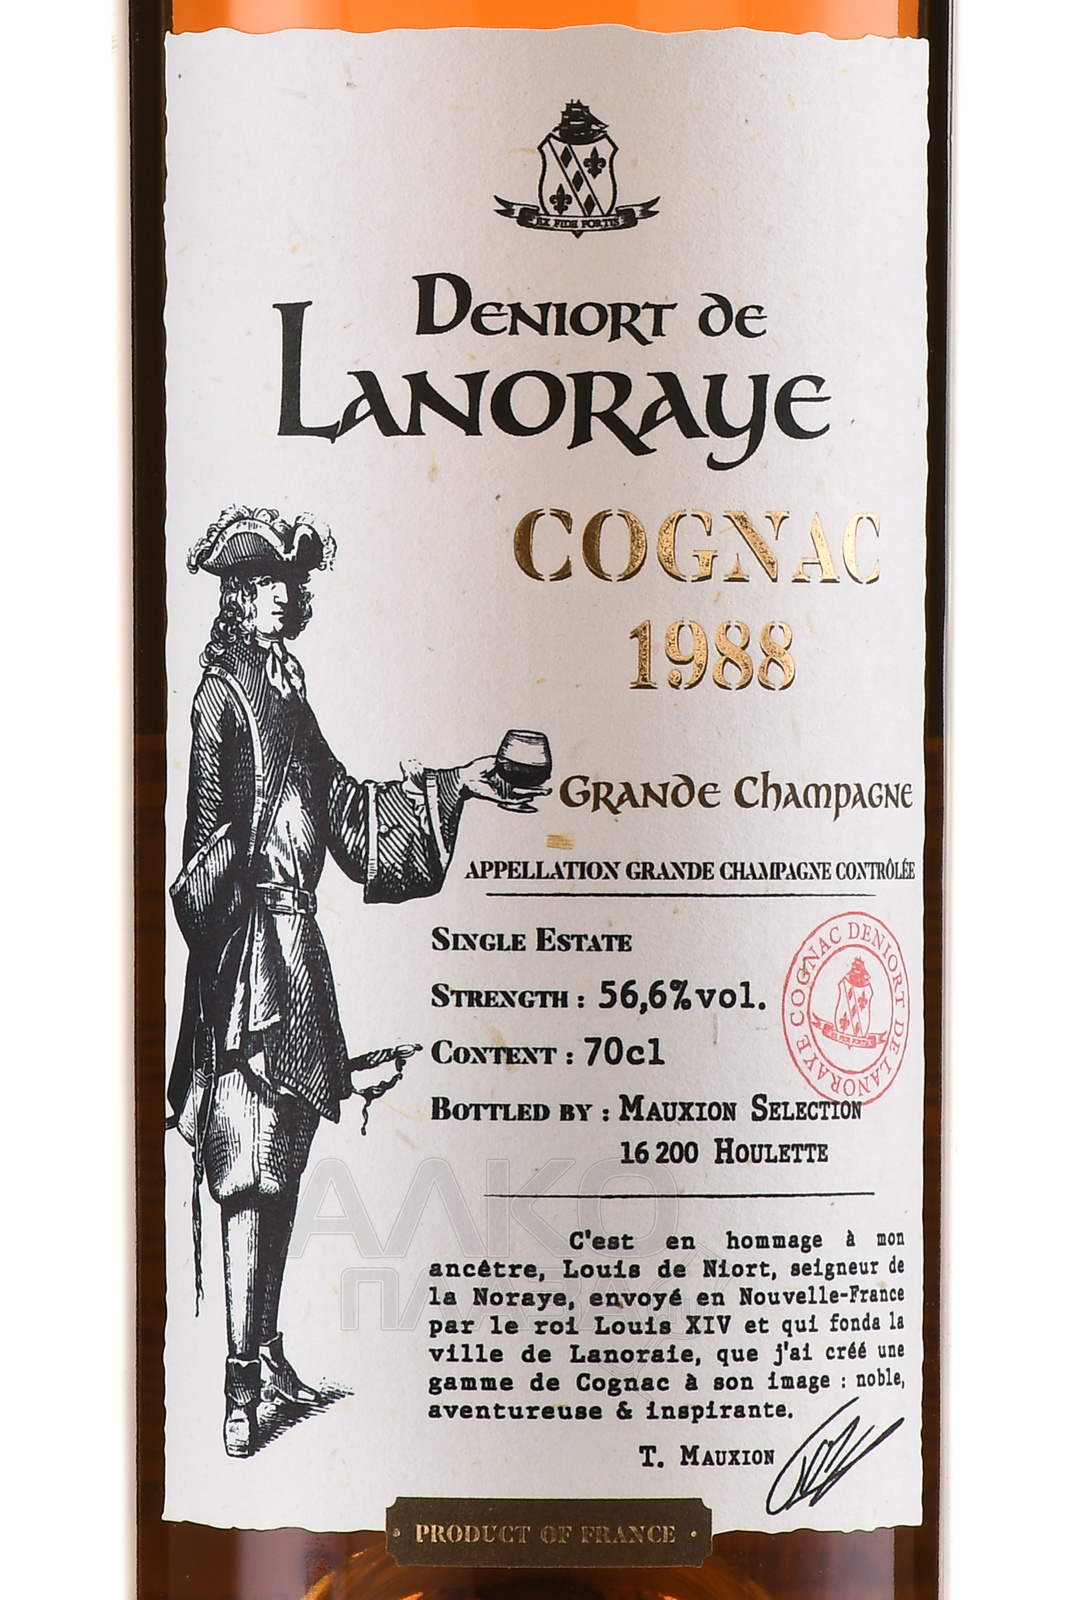 EX FIDE FORTIS
DENIORT DE
LANORAYE
COGNAC
1988
GRANDE CHAMPAGNE
APPELLATION GRANDE CHAMPAGNE CONTRÔLÉE
SINGLE ESTATE
STRENGTH : 56,6%vol.
CONTENT : 70cl
BOTTLED BY : MAUXION SELECTION
16 200 HOULETTE
COGNAC DENIORT DE LANORAYE
EX FIDE FORTIS
C'est en hommage à mon
ancêtre, Louis de Niort, seigneur de
la Noraye, envoyé en Nouvelle-France
par le roi Louis XIV et qui fonda la
ville de Lanoraie, que j'ai créé une
gamme de Cognac à son image : noble,
aventureuse & inspirante.
T. MAUXION
· PRODUCT OF FRANCE ·
АЛКО
ПЛАЗА